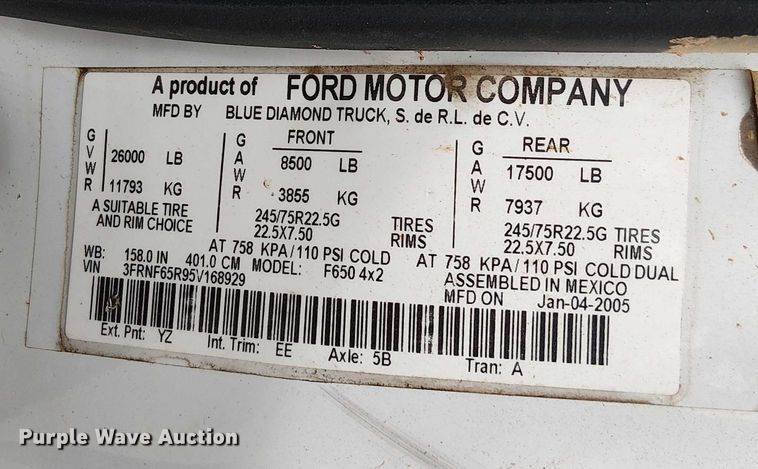 A product of FORD MOTOR COMPANY
MFD BY BLUE DIAMOND TRUCK, S. de R.L. de C.V.
GVWR 26000 LB
11793 KG
FRONT
GAWR 8500 LB
3855 KG
REAR
GAWR 17500 LB
7937 KG
A SUITABLE TIRE
AND RIM CHOICE
245/75R22.5G TIRES
22.5X7.50 RIMS
245/75R22.5G TIRES
22.5X7.50 RIMS
AT 758 KPA/110 PSI COLD
AT 758 KPA/110 PSI COLD DUAL
WB: 158.0 IN 401.0 CM MODEL: F650 4x2
ASSEMBLED IN MEXICO
VIN 3FRNF65R95V168929
MFD ON Jan-04-2005
Ext. Pnt: YZ Int. Trim: EE Axle: 5B Tran: A
Purple Wave Auction